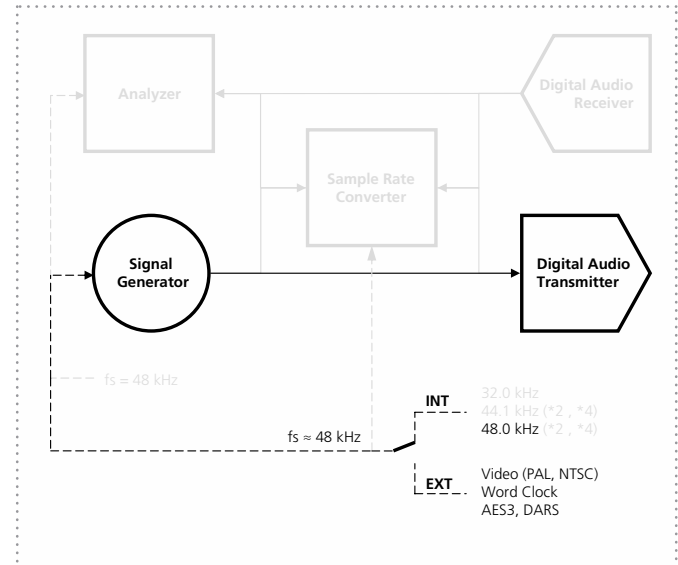 Analyzer
Digital Audio
Receiver
Sample Rate
Converter
Signal
Generator
Digital Audio
Transmitter
fs = 48 kHz
INT
32.0 kHz
44.1 kHz (*2 , *4)
48.0 kHz (*2 , *4)
fs ≈ 48 kHz
EXT
Video (PAL, NTSC)
Word Clock
AES3, DARS